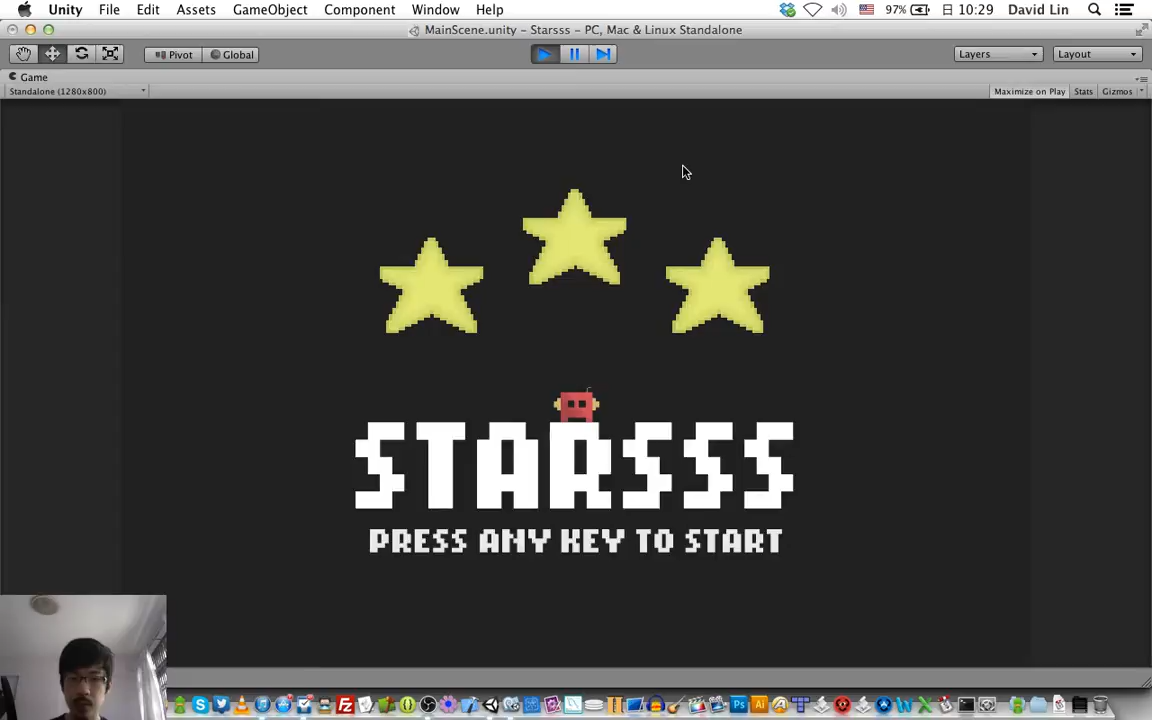 Unity File Edit Assets GameObject Component Window Help 97% 日 10:29 David Lin
MainScene.unity - Starsss - PC, Mac & Linux Standalone
Pivot Global Layers Layout
Game
Standalone (1280x800) Maximize on Play Stats Gizmos
STARSSS
PRESS ANY KEY TO START